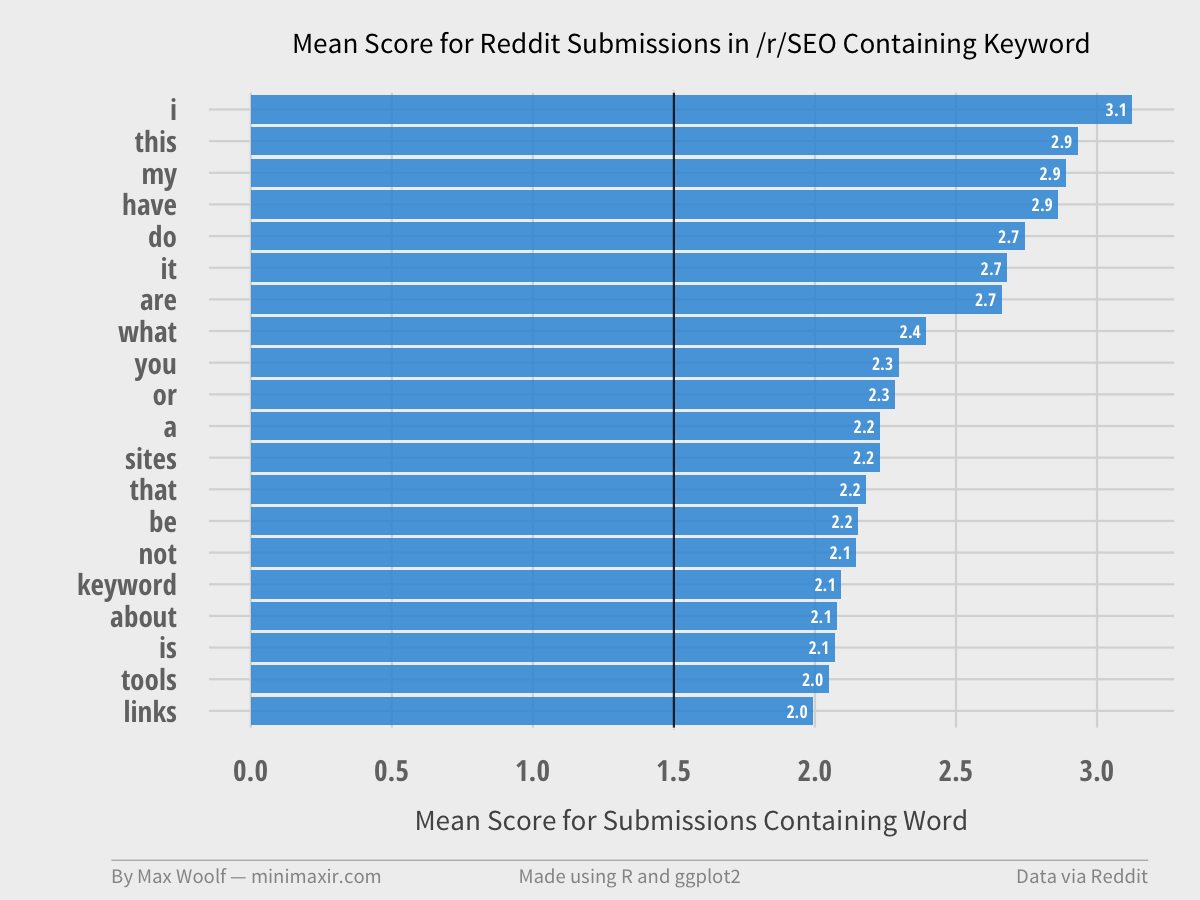 Mean Score for Reddit Submissions in /r/SEO Containing Keyword
i 3.1
this 2.9
my 2.9
have 2.9
do 2.7
it 2.7
are 2.7
what 2.4
you 2.3
or 2.3
a 2.2
sites 2.2
that 2.2
be 2.2
not 2.1
keyword 2.1
about 2.1
is 2.1
tools 2.0
links 2.0
0.0 0.5 1.0 1.5 2.0 2.5 3.0
Mean Score for Submissions Containing Word
By Max Woolf — minimaxir.com Made using R and ggplot2 Data via Reddit